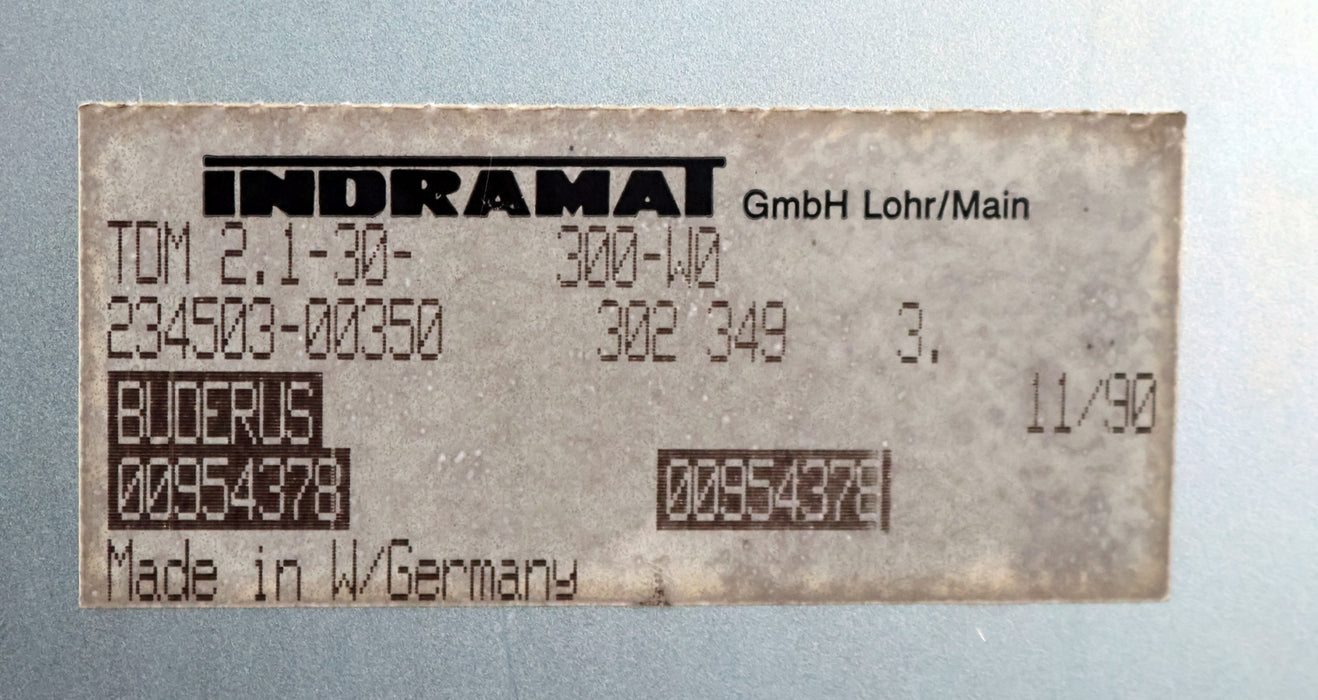 INDRAMAT GmbH Lohr/Main
TDM 2.1-30- 300-W0
234503-00350 302 349 3.
BUDERUS 11/90
00954378 00954378
Made in W/Germany